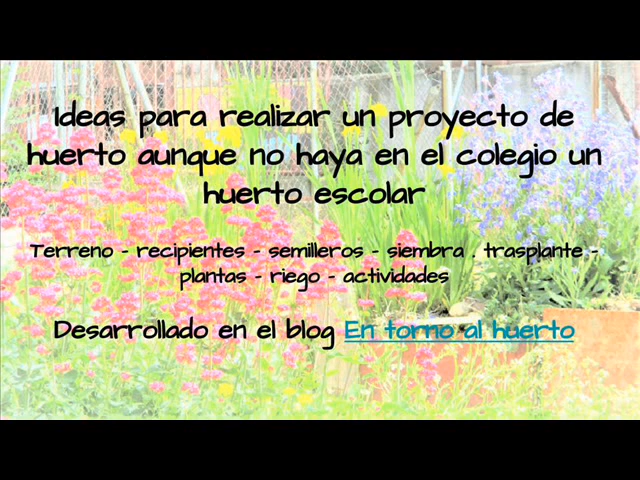 Ideas para realizar un proyecto de
huerto aunque no haya en el colegio un
huerto escolar
Terreno - recipientes - semilleros - siembra . trasplante -
plantas - riego - actividades
Desarrollado en el blog En torno al huerto